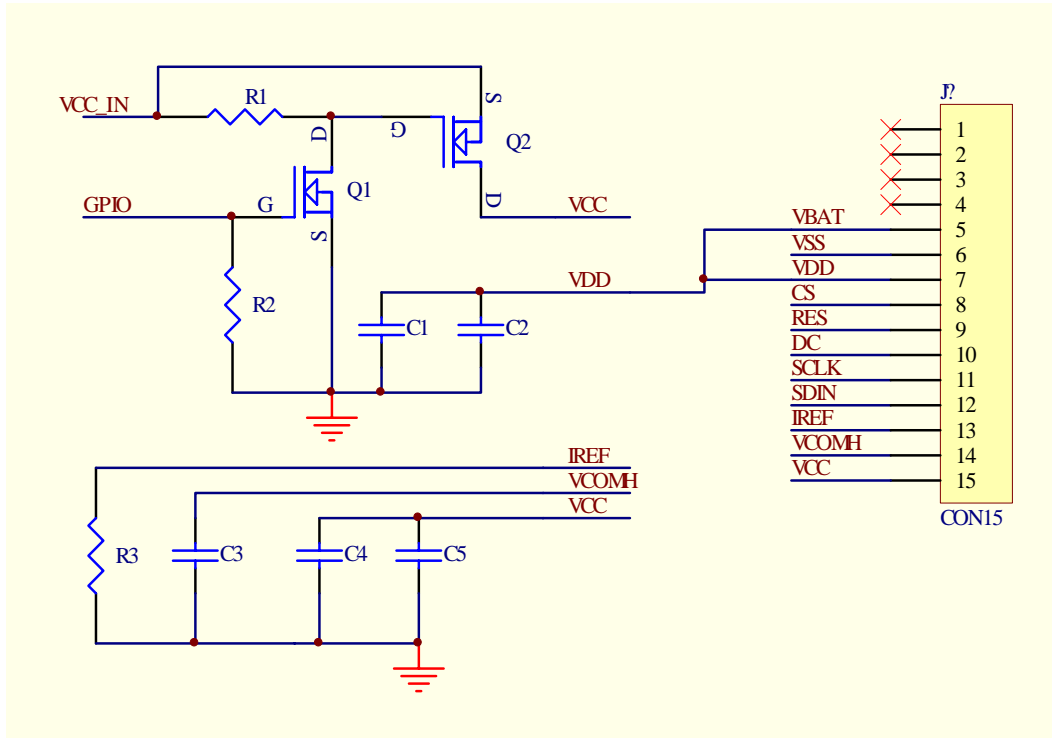 VCC_IN
R1
D
G
S
Q2
D
VCC
GPIO
G
Q1
S
R2
VDD
C1
C2
IREF
VCOMH
VCC
R3
C3
C4
C5
J?
1
2
3
4
VBAT 5
VSS 6
VDD 7
CS 8
RES 9
DC 10
SCLK 11
SDIN 12
IREF 13
VCOMH 14
VCC 15
CON15